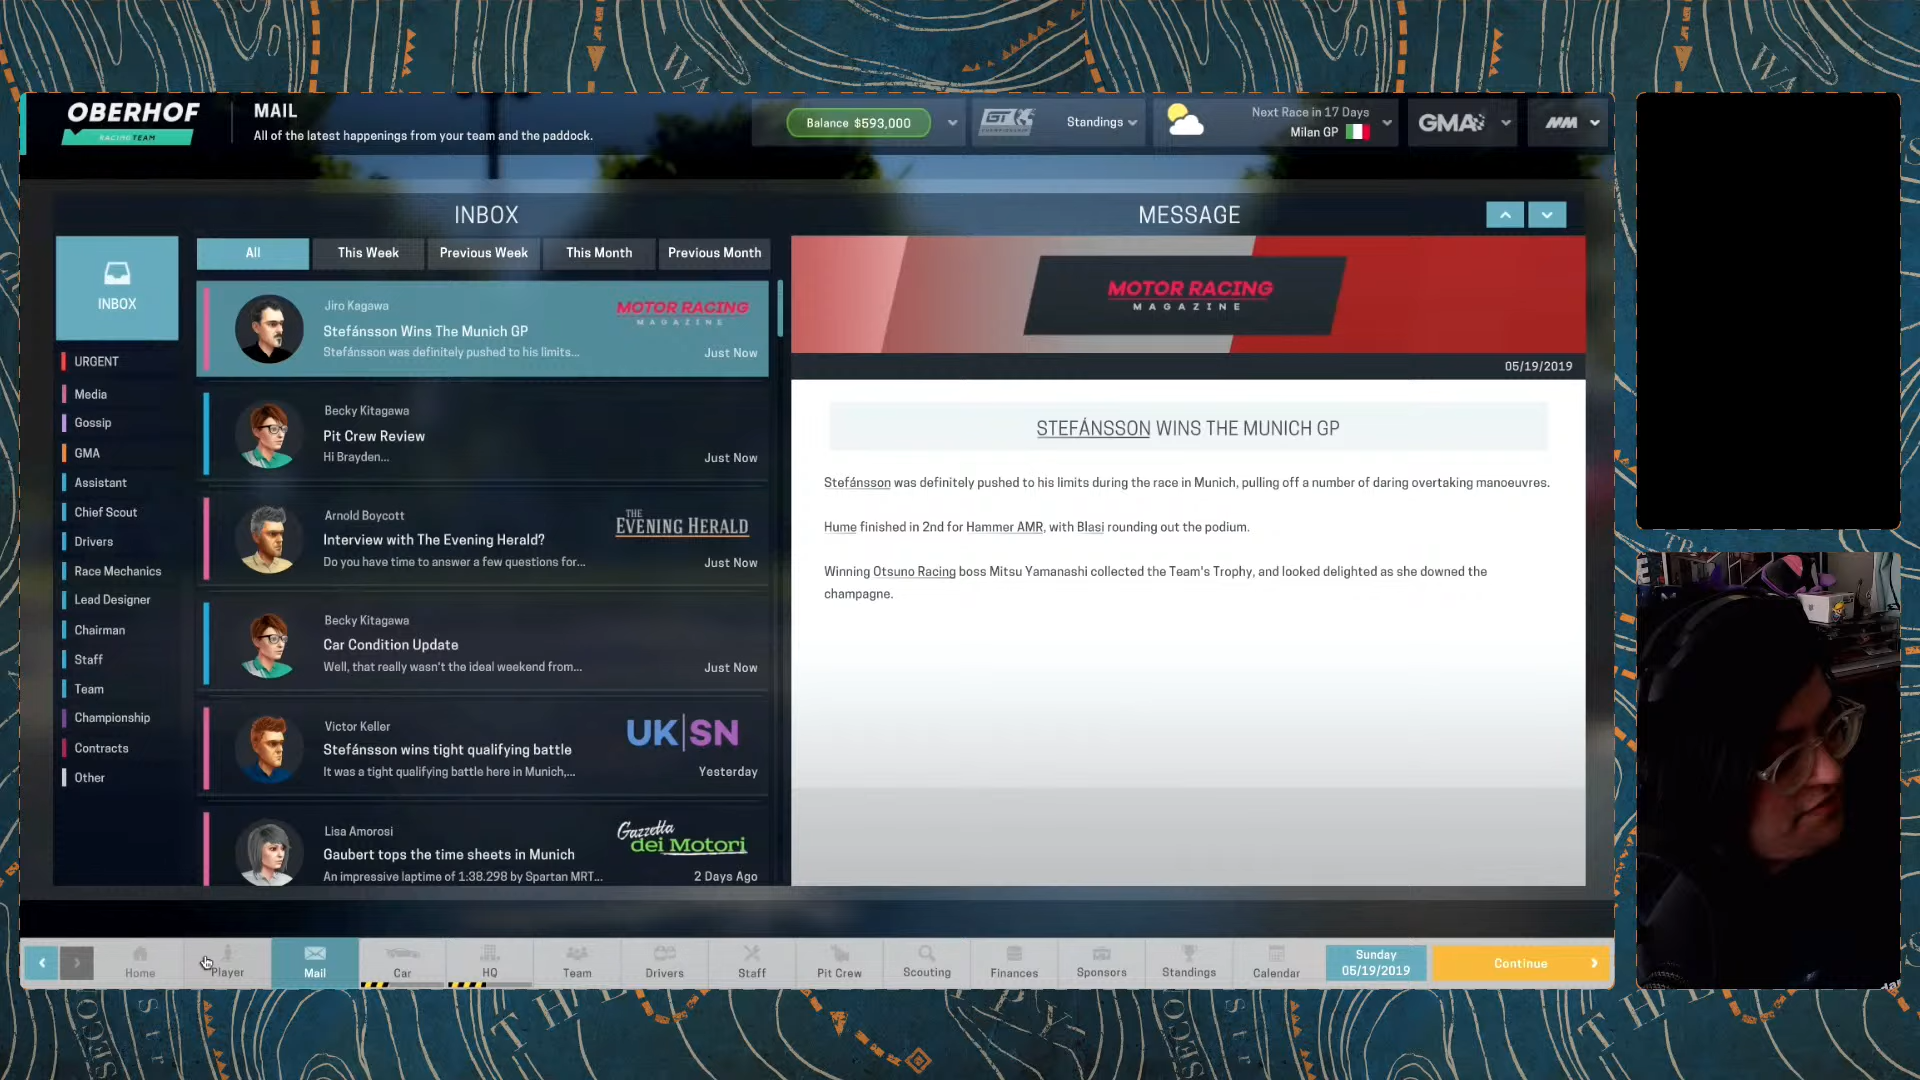 OBERHOF
RACING TEAM
MAIL
All of the latest happenings from your team and the paddock.
Balance $593,000
GT
CHAMPIONSHIP
Standings
Next Race in 17 Days
Milan GP
GMA
MM
INBOX
MESSAGE
INBOX
All
This Week
Previous Week
This Month
Previous Month
URGENT
Media
Gossip
GMA
Assistant
Chief Scout
Drivers
Race Mechanics
Lead Designer
Chairman
Staff
Team
Championship
Contracts
Other
Jiro Kagawa
MOTOR RACING
MAGAZINE
Stefánsson Wins The Munich GP
Stefánsson was definitely pushed to his limits...
Just Now
Becky Kitagawa
Pit Crew Review
Hi Brayden...
Just Now
Arnold Boycott
THE
EVENING HERALD
Interview with The Evening Herald?
Do you have time to answer a few questions for...
Just Now
Becky Kitagawa
Car Condition Update
Well, that really wasn't the ideal weekend from...
Just Now
Victor Keller
UK|SN
Stefánsson wins tight qualifying battle
It was a tight qualifying battle here in Munich,...
Yesterday
Lisa Amorosi
Gazzetta
dei Motori
Gaubert tops the time sheets in Munich
An impressive laptime of 1:38.298 by Spartan MRT...
2 Days Ago
MOTOR RACING
MAGAZINE
05/19/2019
STEFÁNSSON WINS THE MUNICH GP
Stefánsson was definitely pushed to his limits during the race in Munich, pulling off a number of daring overtaking manoeuvres.
Hume finished in 2nd for Hammer AMR, with Blasi rounding out the podium.
Winning Otsuno Racing boss Mitsu Yamanashi collected the Team's Trophy, and looked delighted as she downed the
champagne.
Home
Player
Mail
Car
HQ
Team
Drivers
Staff
Pit Crew
Scouting
Finances
Sponsors
Standings
Calendar
Sunday
05/19/2019
Continue